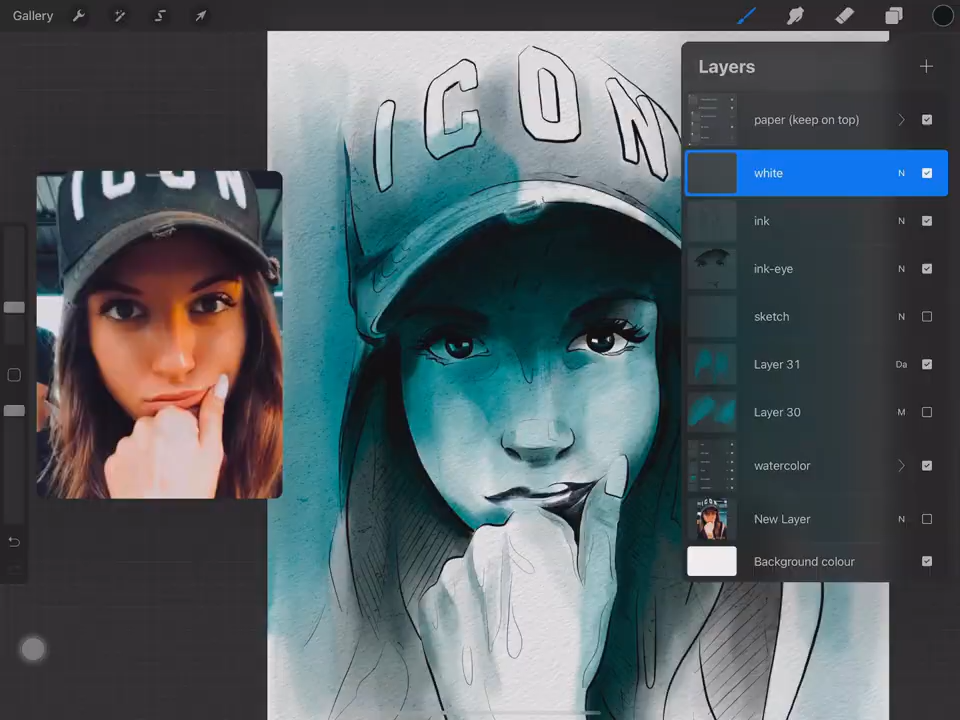 Gallery
Layers
paper (keep on top)
white N
ink N
ink-eye N
sketch N
Layer 31 Da
Layer 30 M
watercolor
New Layer N
Background colour
ICON
ICON